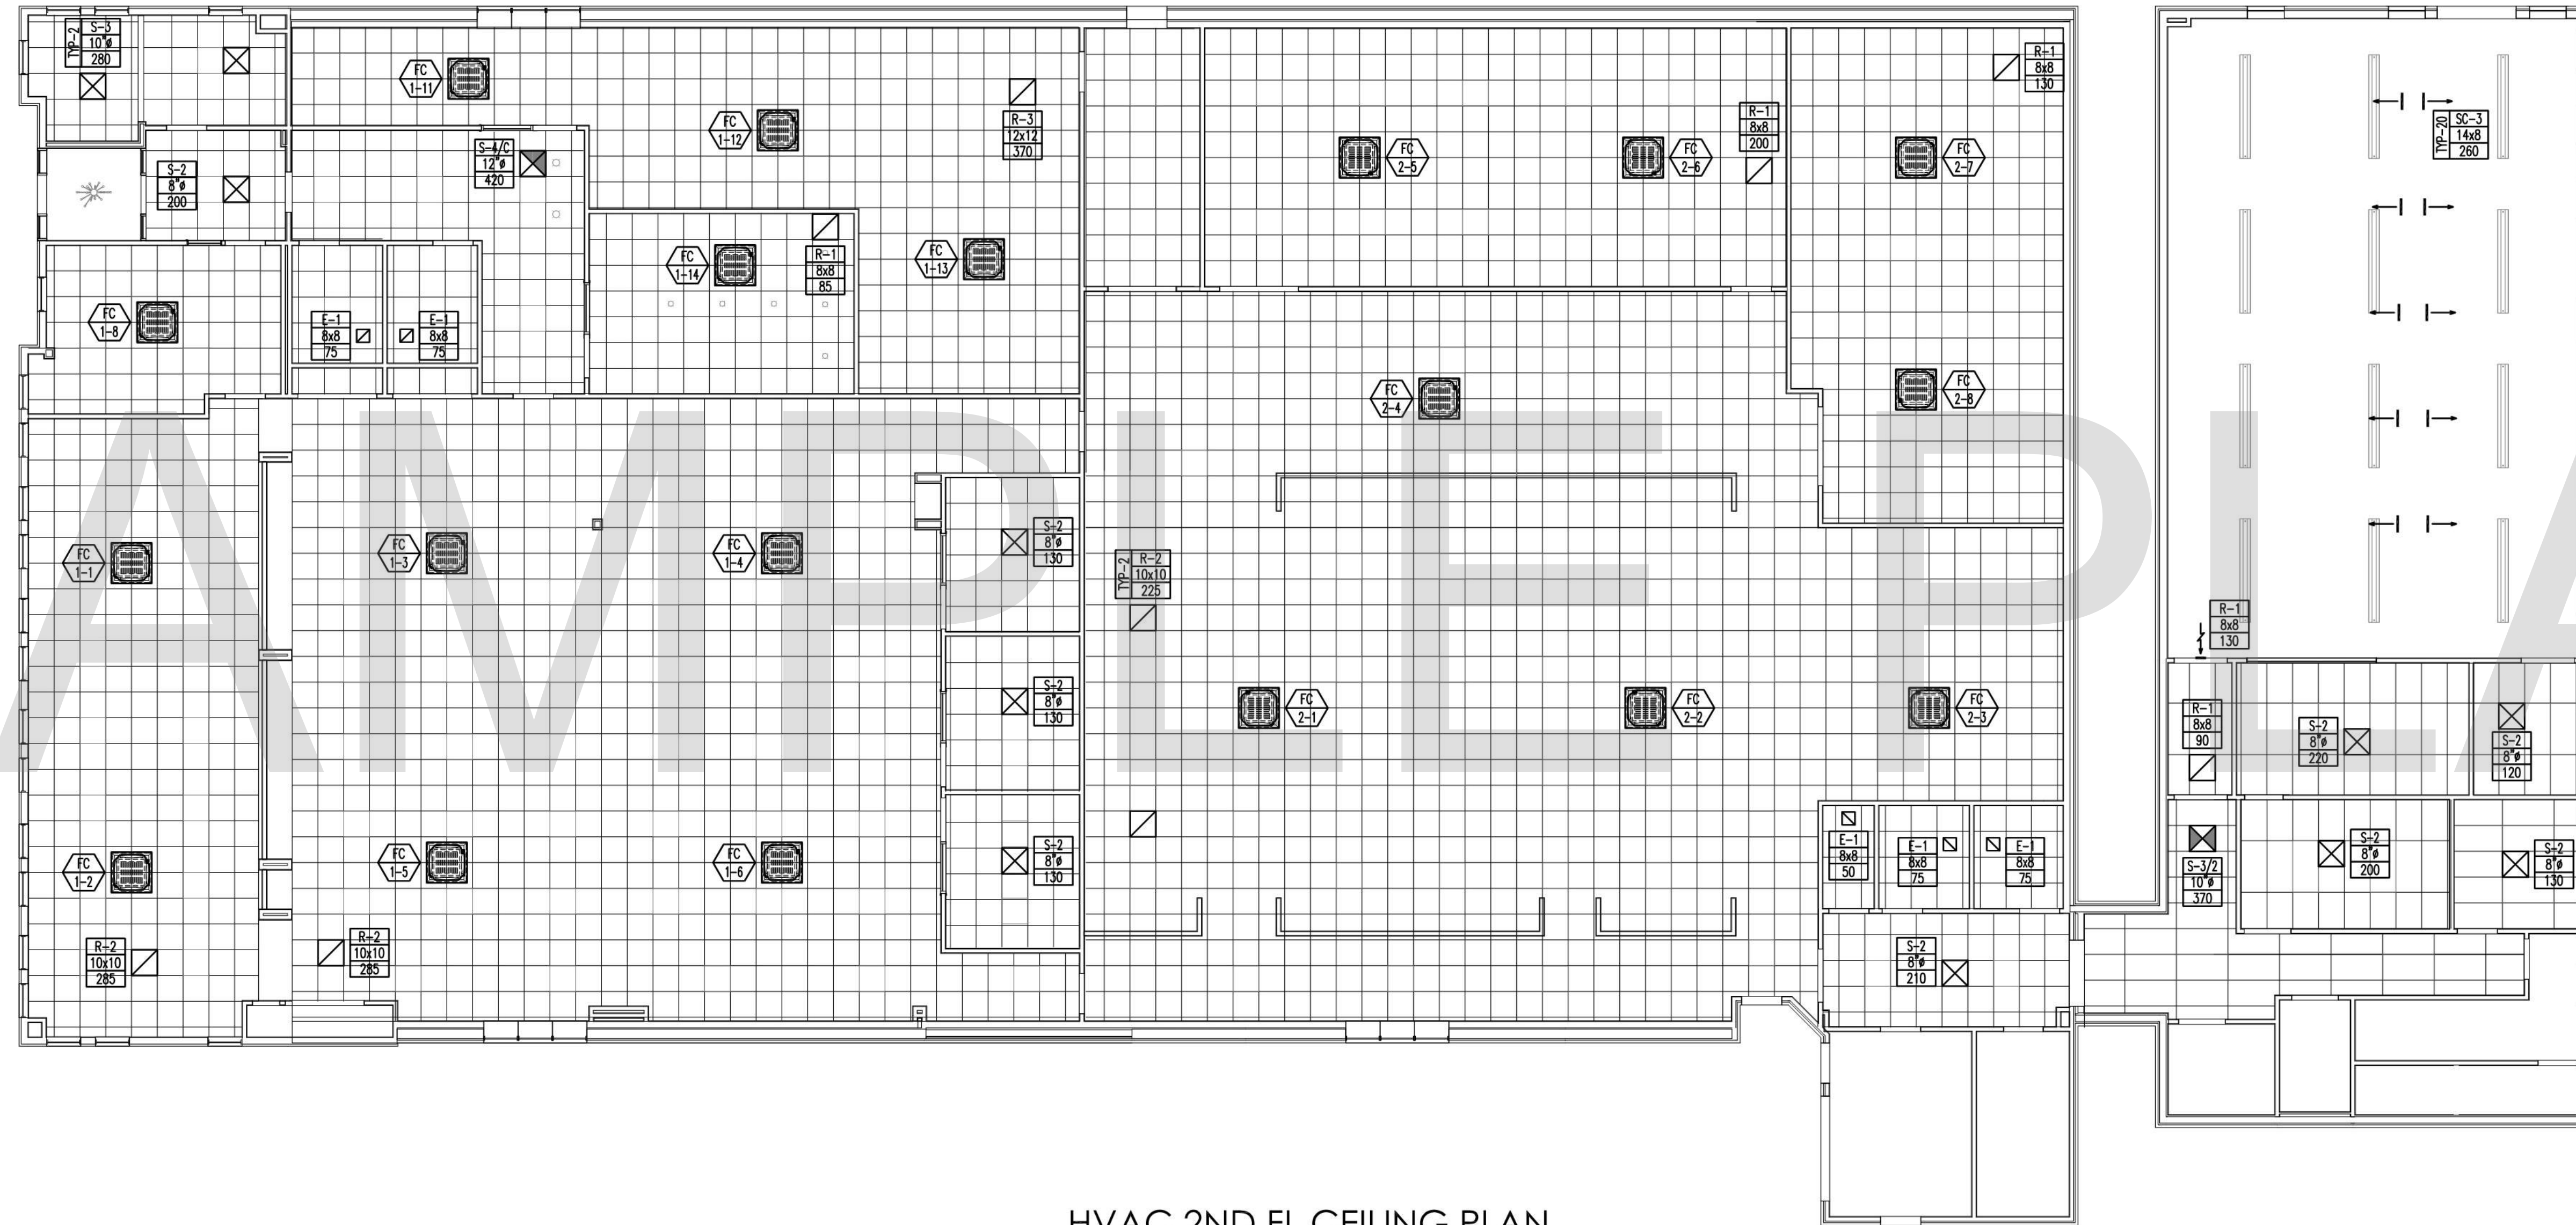 TYP-2
S-3
10"ø
280
FC
1-11
FC
1-12
R-3
12x12
370
R-1
8x8
200
R-1
8x8
130
TYP-20
SC-3
14x8
260
S-2
8"ø
200
S-4/C
12"ø
420
FC
2-5
FC
2-6
FC
2-7
FC
1-14
R-1
8x8
85
FC
1-13
FC
1-8
E-1
8x8
75
E-1
8x8
75
FC
2-4
FC
2-8
AMPLE PLA
FC
1-1
FC
1-3
FC
1-4
S-2
8"ø
130
TYP-2
R-2
10x10
225
R-1
8x8
130
S-2
8"ø
130
FC
2-1
FC
2-2
FC
2-3
R-1
8x8
90
S-2
8"ø
220
S-2
8"ø
120
FC
1-2
FC
1-5
FC
1-6
S-2
8"ø
130
E-1
8x8
50
E-1
8x8
75
E-1
8x8
75
S-3/2
10"ø
370
S-2
8"ø
200
S-2
8"ø
130
R-2
10x10
285
R-2
10x10
285
S-2
8"ø
210
HVAC 2ND FL CEILING PLAN